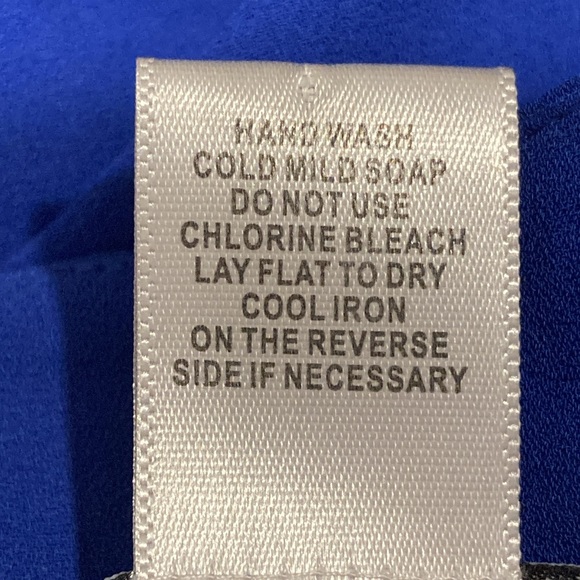 HAND WASH
COLD MILD SOAP
DO NOT USE
CHLORINE BLEACH
LAY FLAT TO DRY
COOL IRON
ON THE REVERSE
SIDE IF NECESSARY